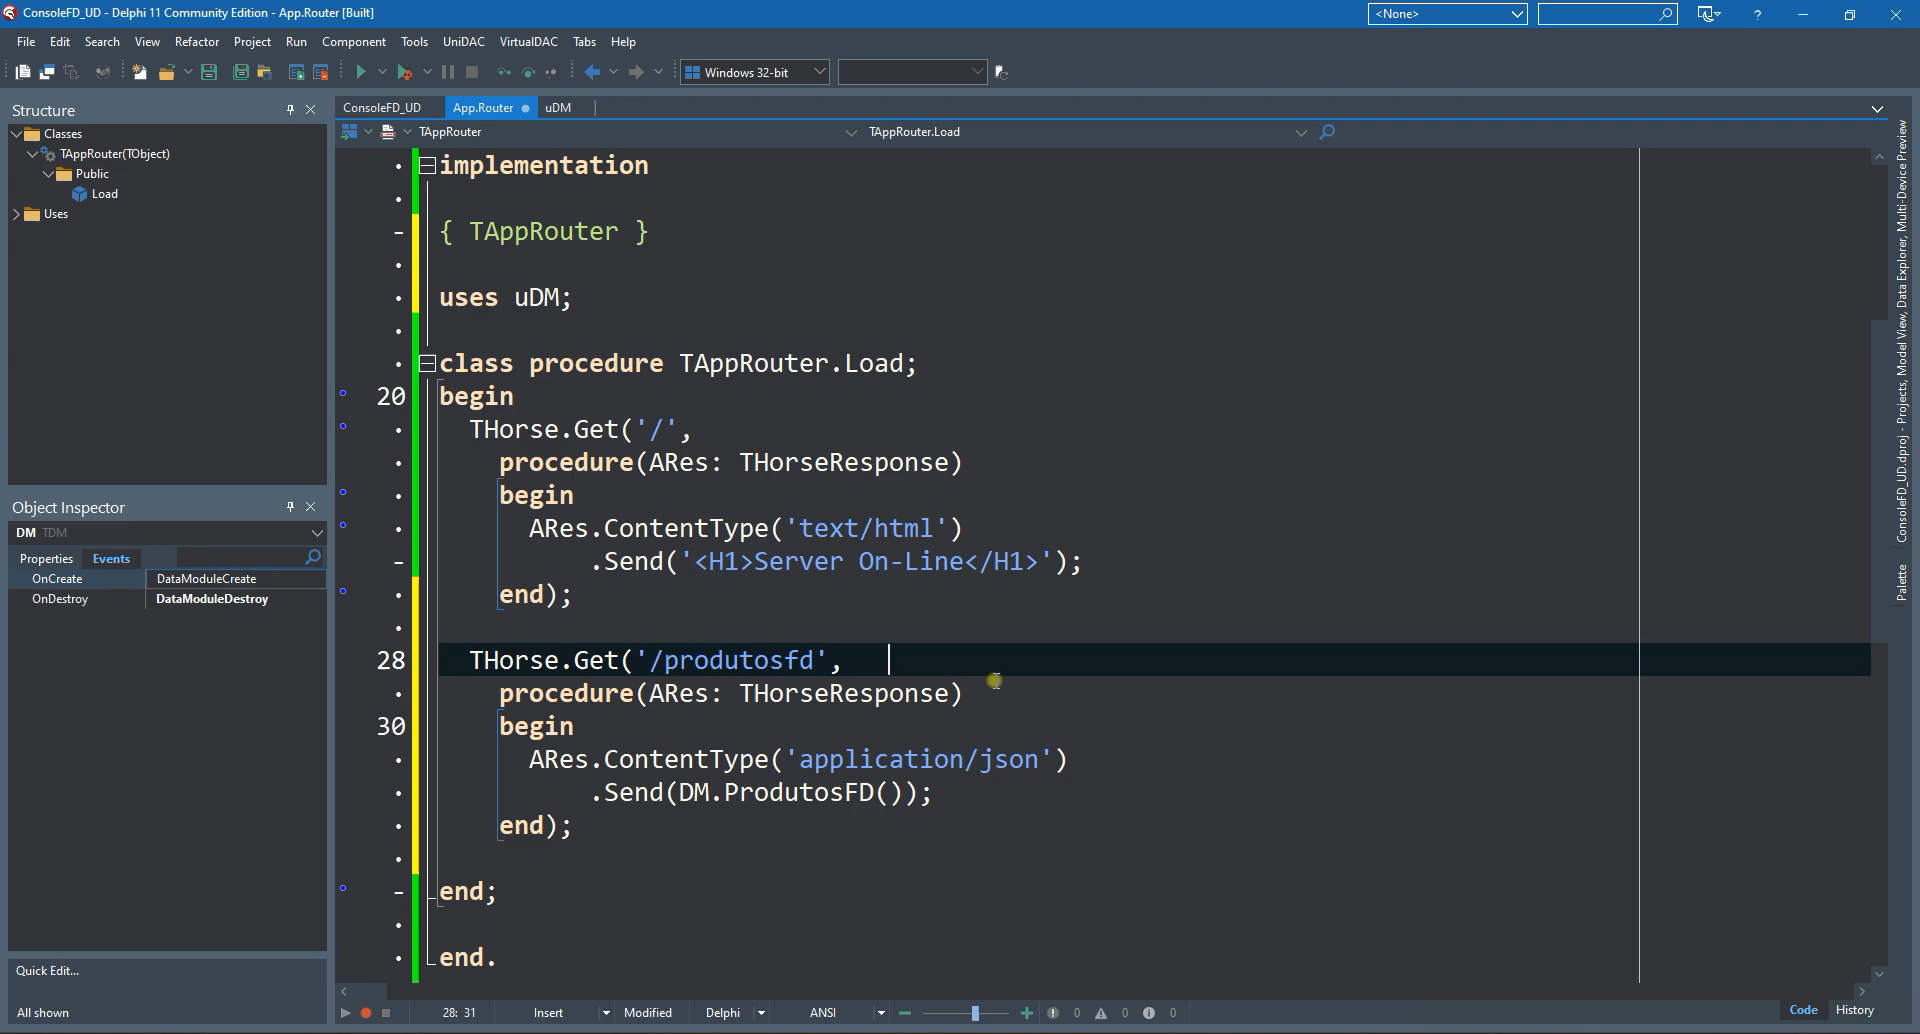 ConsoleFD_UD - Delphi 11 Community Edition - App.Router [Built]
<None>
?
File Edit Search View Refactor Project Run Component Tools UniDAC VirtualDAC Tabs Help
Windows 32-bit
Structure
Classes
TAppRouter(TObject)
Public
Load
Uses
ConsoleFD_UD App.Router uDM
TAppRouter TAppRouter.Load
implementation
{ TAppRouter }
uses uDM;
class procedure TAppRouter.Load;
20 begin
THorse.Get('/',
procedure(ARes: THorseResponse)
begin
ARes.ContentType('text/html')
.Send('<H1>Server On-Line</H1>');
end);
28 THorse.Get('/produtosfd',
procedure(ARes: THorseResponse)
30 begin
ARes.ContentType('application/json')
.Send(DM.ProdutosFD());
end);
end;
end.
Object Inspector
DM TDM
Properties Events
OnCreate DataModuleCreate
OnDestroy DataModuleDestroy
Quick Edit...
All shown
28: 31 Insert Modified Delphi ANSI 0 0 0
Code History
ConsoleFD_UD.dproj - Projects, Model View, Data Explorer, Multi-Device Preview
Palette